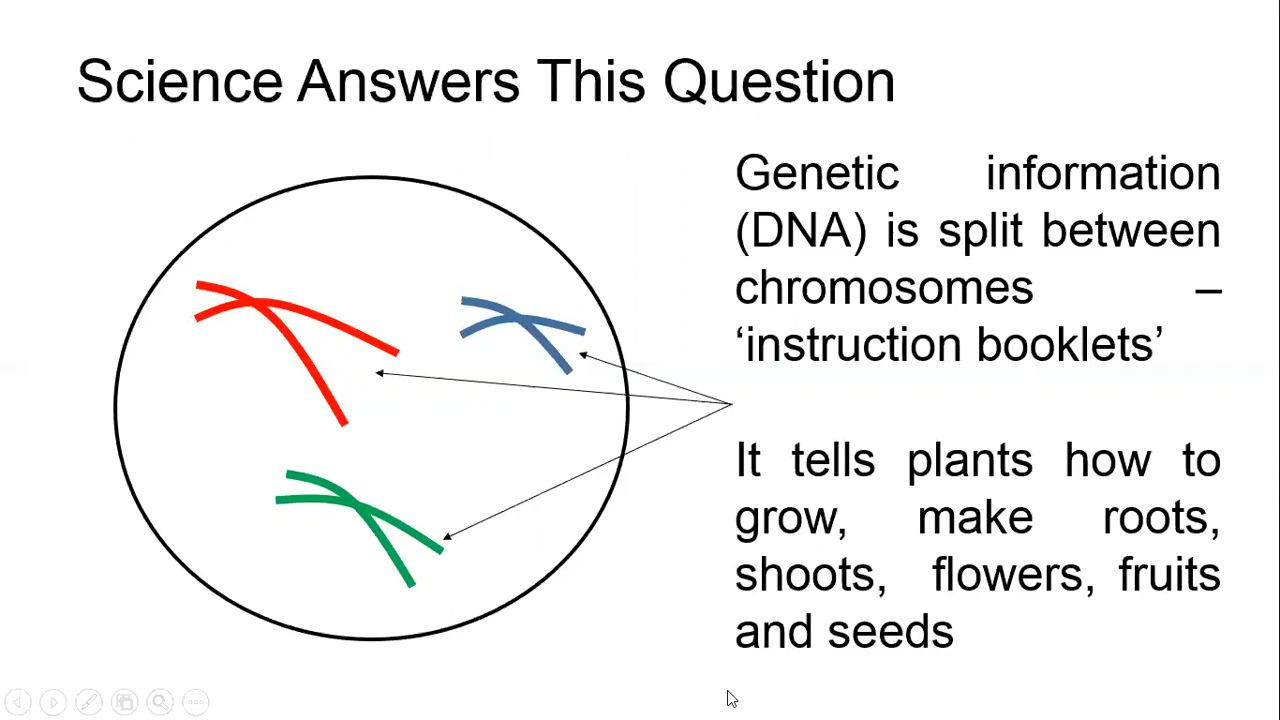 Science Answers This Question
Genetic information
(DNA) is split between
chromosomes –
‘instruction booklets’
It tells plants how to
grow, make roots,
shoots, flowers, fruits
and seeds